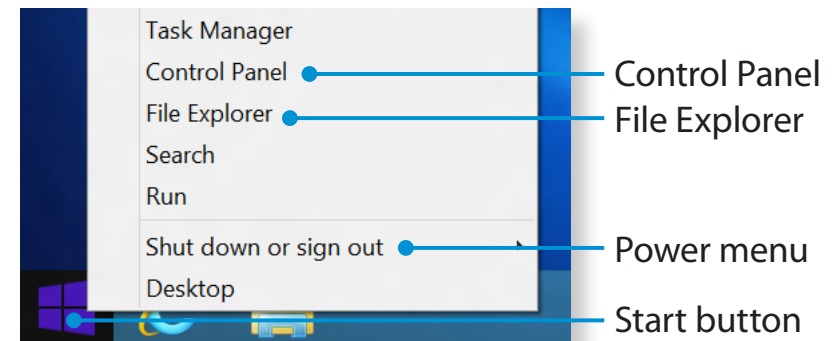 Task Manager
Control Panel
Control Panel
File Explorer
File Explorer
Search
Run
Shut down or sign out
Power menu
Desktop
Start button